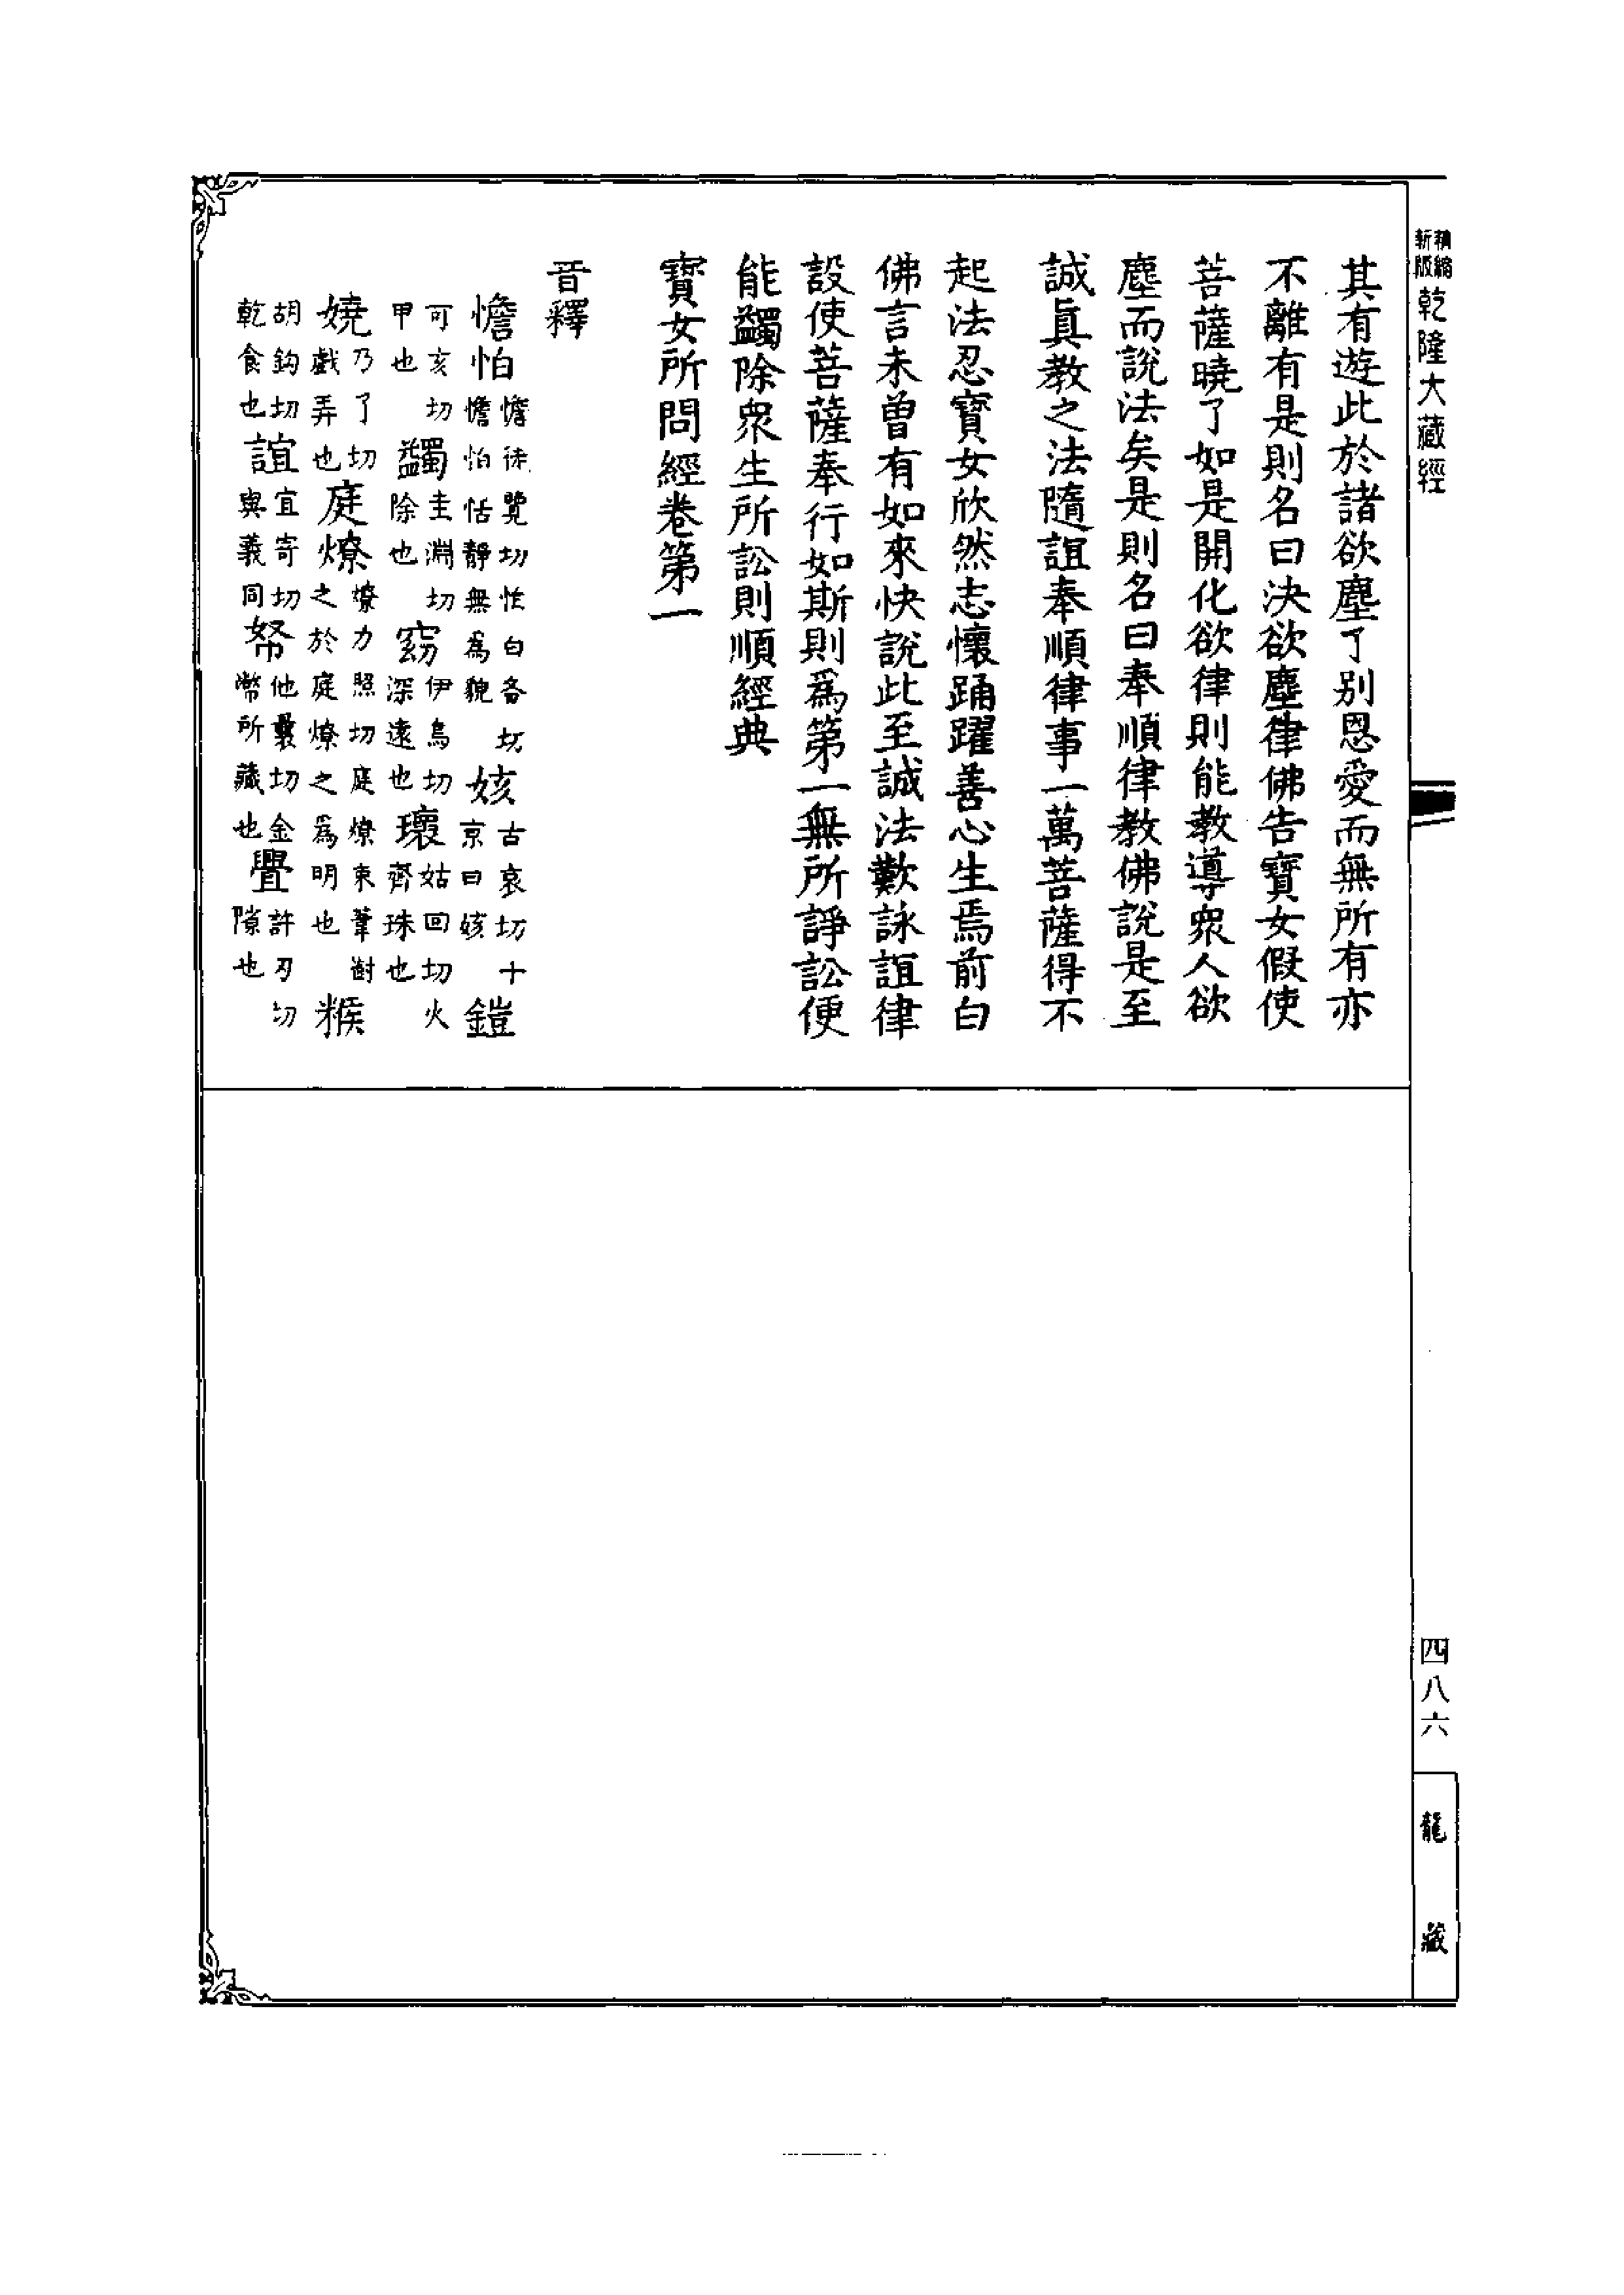 新版精縮
乾隆大藏經
其有遊此於諸欲塵了別恩愛而無所有亦
不離有是則名曰決欲塵律佛告寶女假使
菩薩曉了如是開化欲律則能教導眾人欲
塵而說法矣是則名曰奉順律教佛說是至
誠眞教之法隨誼奉順律事一萬菩薩得不
起法忍寶女欣然志懷踊躍善心生焉前白
佛言未曾有如來快說此至誠法歎詠誼律
設使菩薩奉行如斯則爲第一無所諍訟便
能蠲除眾生所訟則順經典
寶女所問經卷第一
音釋
憺怕憺徒覽切怕白各切憺怕恬靜無為貌姟古哀切十京曰姟鎧
可亥切甲也蠲圭淵切除也窈伊鳥切深遠也瓌姑回切火齊珠也
嬈乃了切戲弄也庭燎燎力照切庭燎束葦樹之於庭燎之爲明也糇
胡鈎切乾食也誼宜寄切與義同帑他曩切金幣所藏也舋許刃切隙也
四八六
龍藏